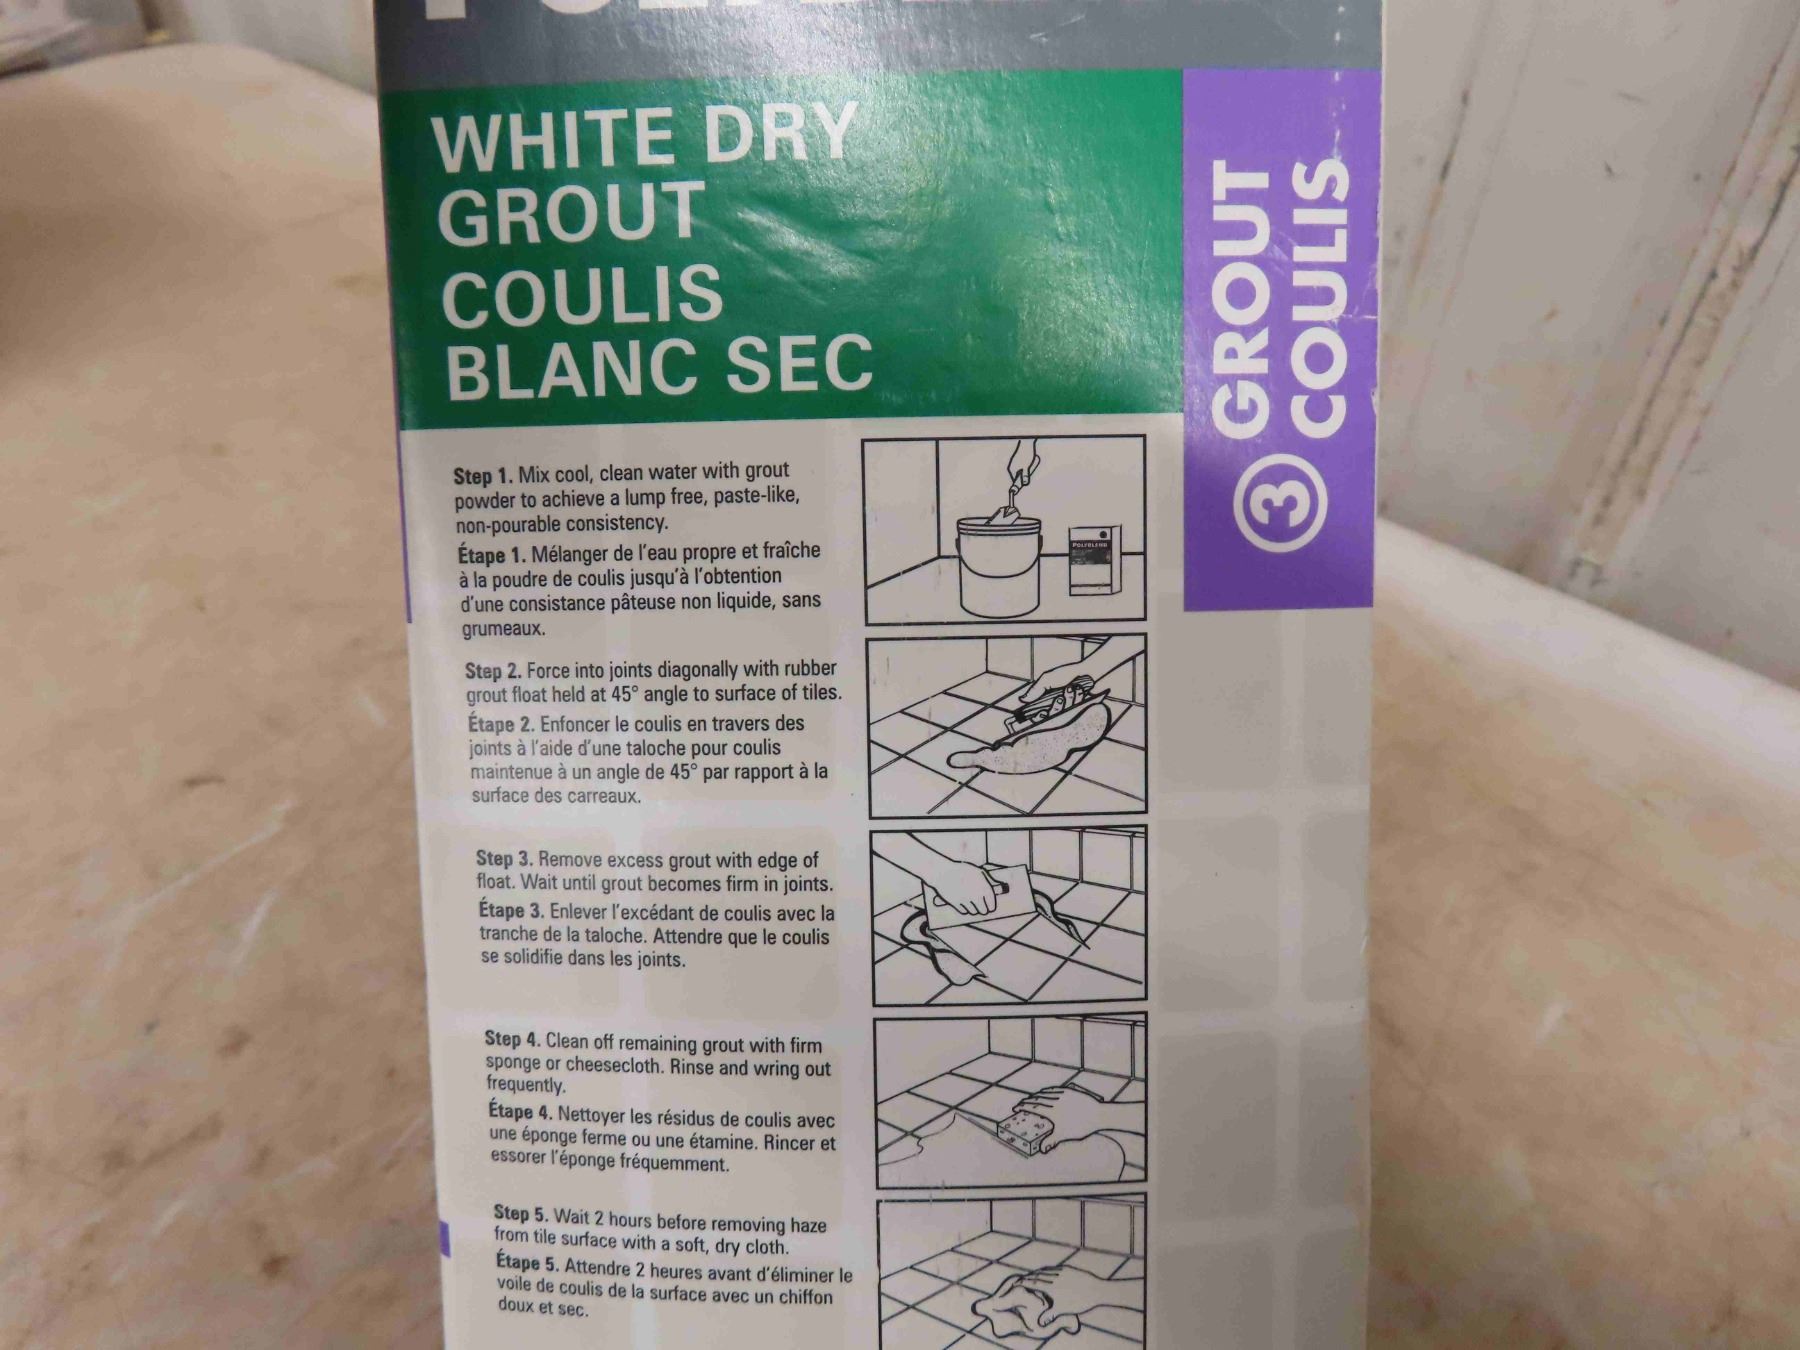 WHITE DRY
GROUT
COULIS
BLANC SEC
GROUT
COULIS
3
Step 1. Mix cool, clean water with grout
powder to achieve a lump free, paste-like,
non-pourable consistency.
Étape 1. Mélanger de l'eau propre et fraîche
à la poudre de coulis jusqu'à l'obtention
d'une consistance pâteuse non liquide, sans
grumeaux.
POLYBLEND
Step 2. Force into joints diagonally with rubber
grout float held at 45° angle to surface of tiles.
Étape 2. Enfoncer le coulis en travers des
joints à l'aide d'une taloche pour coulis
maintenue à un angle de 45° par rapport à la
surface des carreaux.
Step 3. Remove excess grout with edge of
float. Wait until grout becomes firm in joints.
Étape 3. Enlever l'excédant de coulis avec la
tranche de la taloche. Attendre que le coulis
se solidifie dans les joints.
Step 4. Clean off remaining grout with firm
sponge or cheesecloth. Rinse and wring out
frequently.
Étape 4. Nettoyer les résidus de coulis avec
une éponge ferme ou une étamine. Rincer et
essorer l'éponge fréquemment.
Step 5. Wait 2 hours before removing haze
from tile surface with a soft, dry cloth.
Étape 5. Attendre 2 heures avant d'éliminer le
voile de coulis de la surface avec un chiffon
doux et sec.